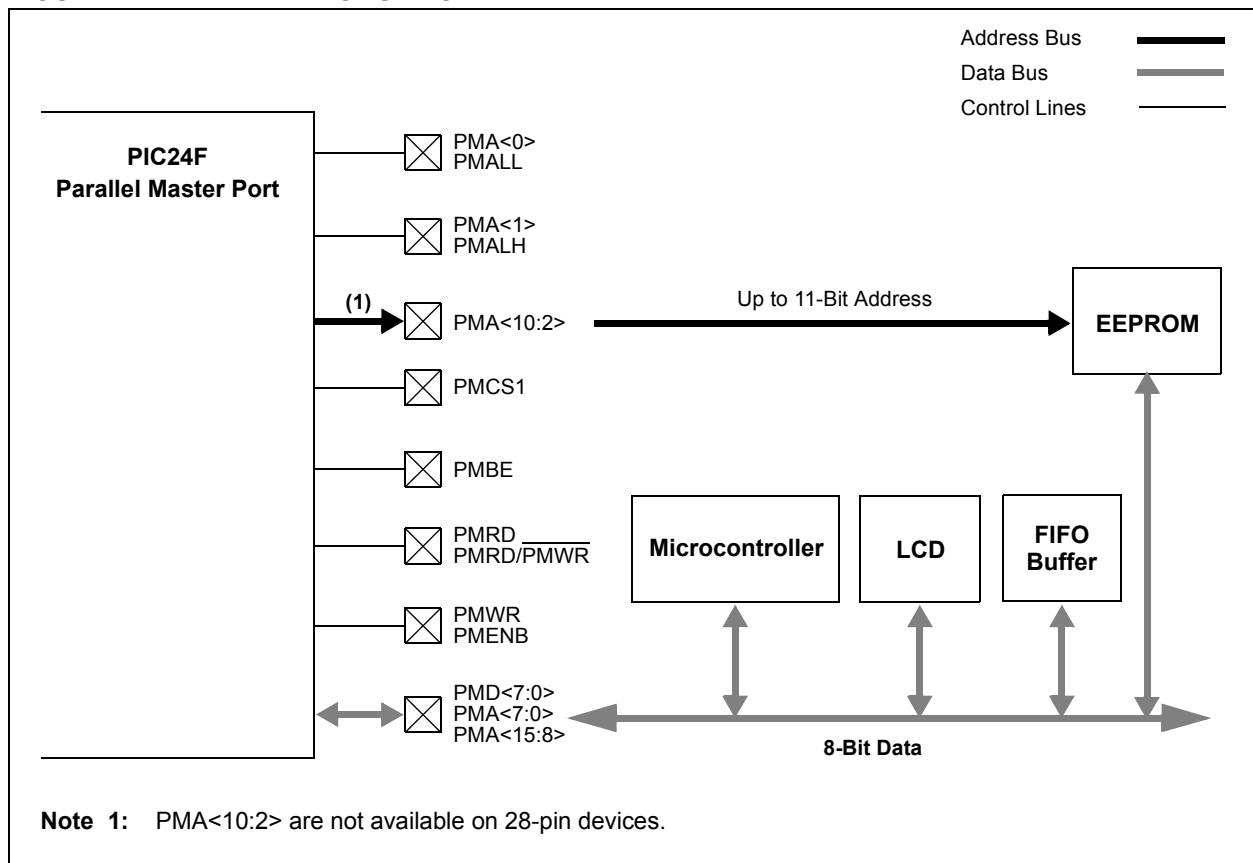 Address Bus
Data Bus
Control Lines
PIC24F
Parallel Master Port
PMA<0>
PMALL
PMA<1>
PMALH
(1)
PMA<10:2>
Up to 11-Bit Address
EEPROM
PMCS1
PMBE
PMRD
PMRD/PMWR
Microcontroller
LCD
FIFO
Buffer
PMWR
PMENB
PMD<7:0>
PMA<7:0>
PMA<15:8>
8-Bit Data
Note 1: PMA<10:2> are not available on 28-pin devices.